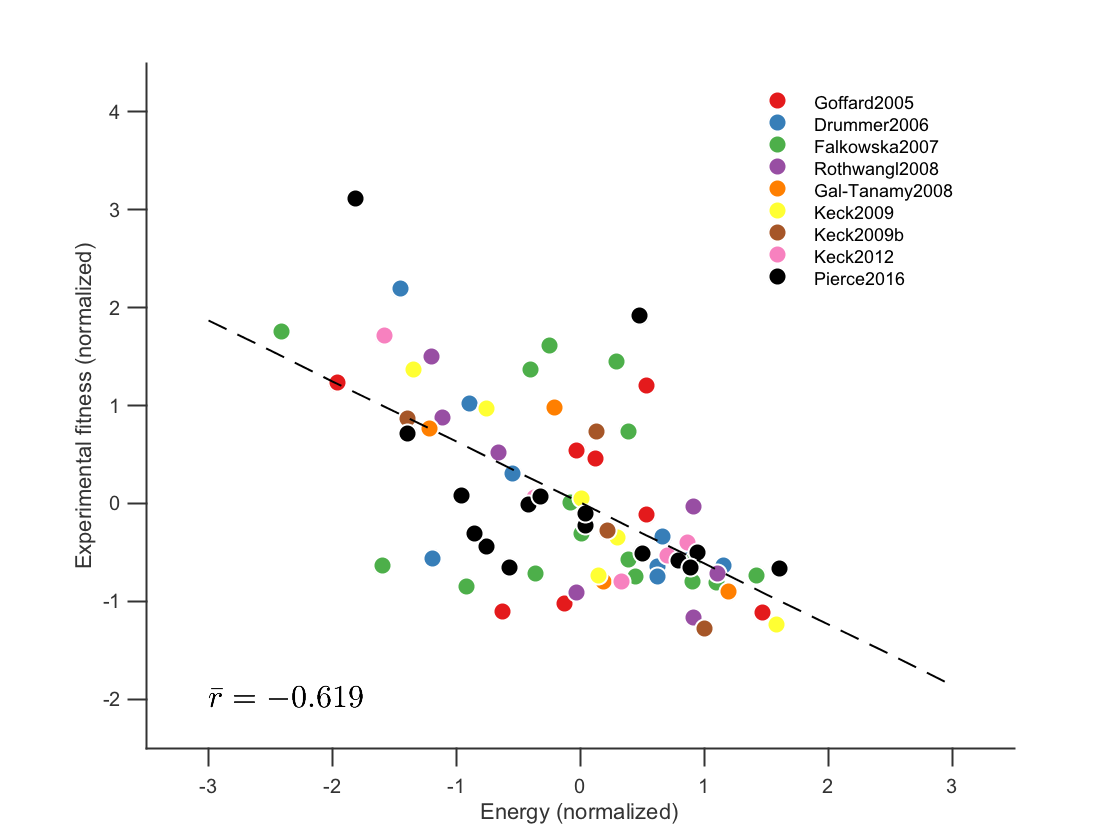 4
3
2
1
0
-1
-2
Experimental fitness (normalized)
Goffard2005
Drummer2006
Falkowska2007
Rothwangl2008
Gal-Tanamy2008
Keck2009
Keck2009b
Keck2012
Pierce2016
r̄ = −0.619
-3 -2 -1 0 1 2 3
Energy (normalized)